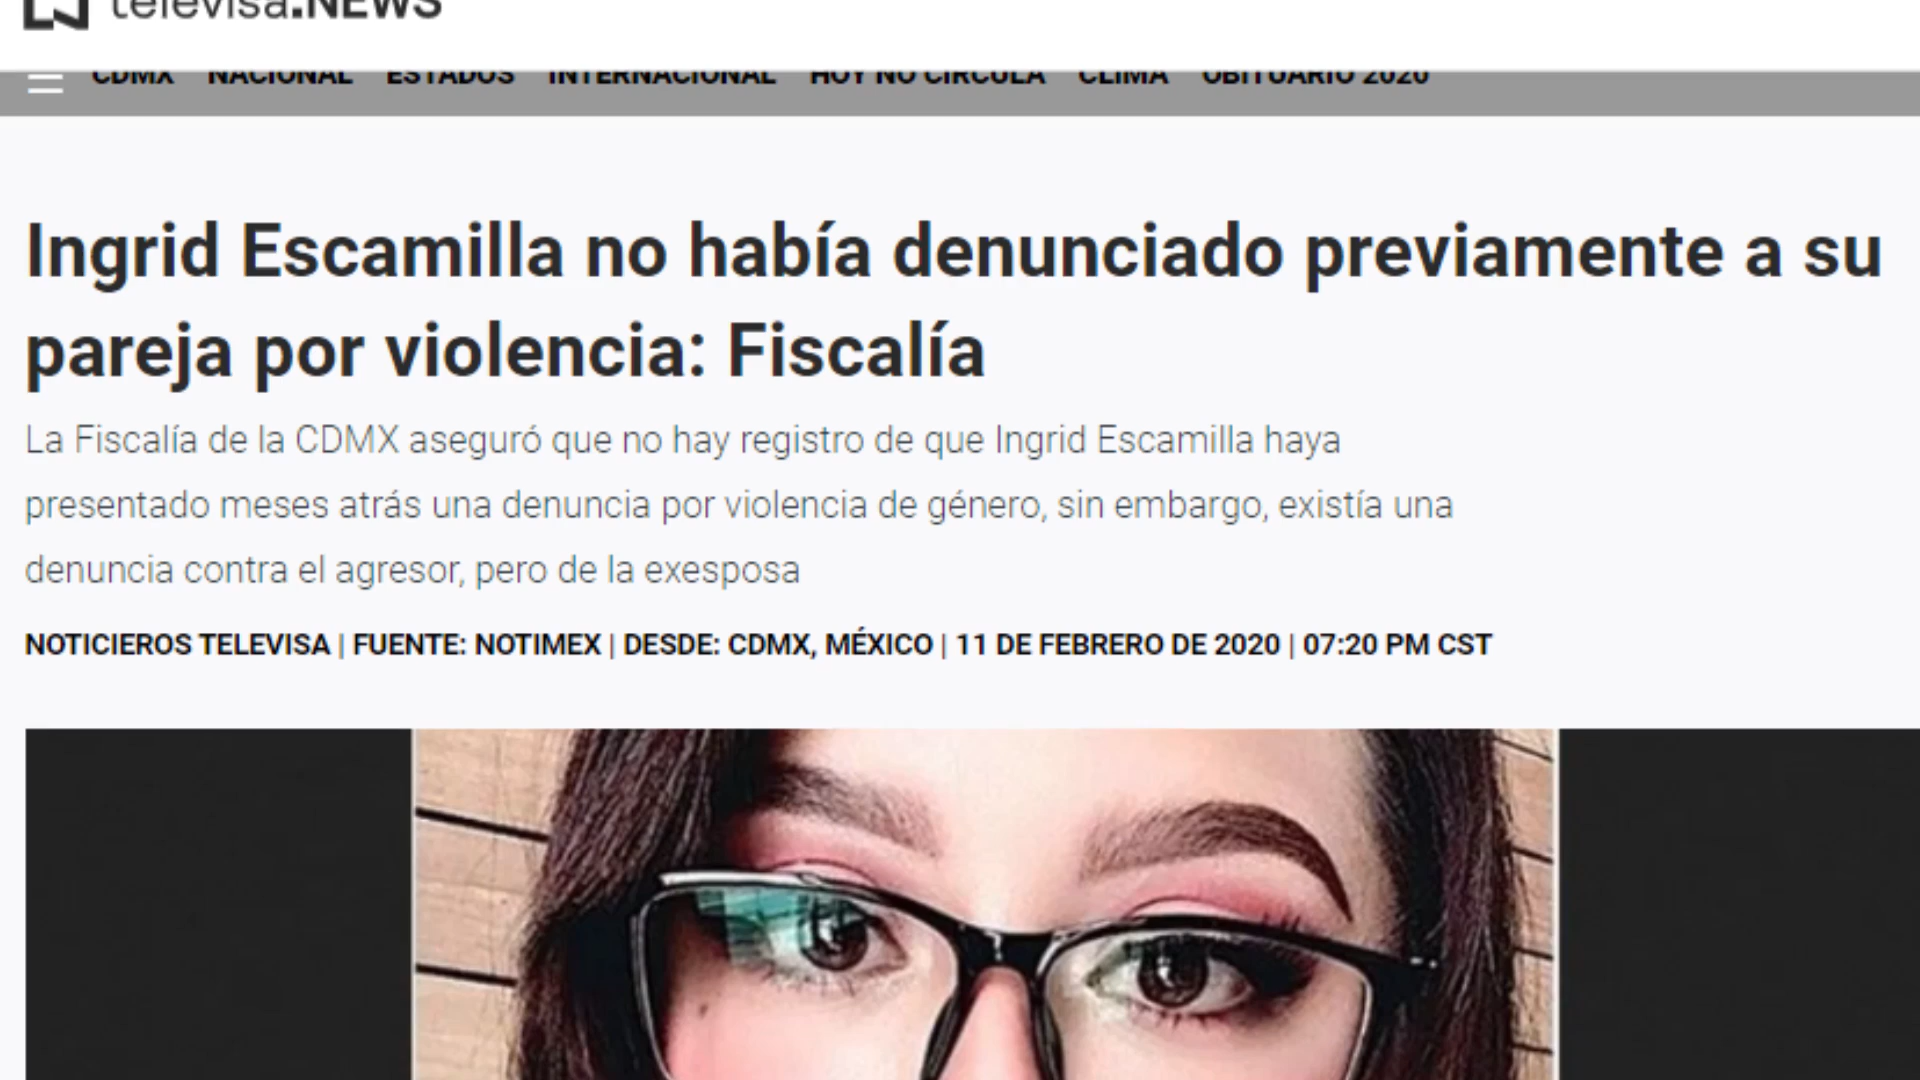 televisa.NEWS
CDMX NACIONAL ESTADOS INTERNACIONAL HOY NO CIRCULA CLIMA OBITUARIO 2020
Ingrid Escamilla no había denunciado previamente a su
pareja por violencia: Fiscalía
La Fiscalía de la CDMX aseguró que no hay registro de que Ingrid Escamilla haya
presentado meses atrás una denuncia por violencia de género, sin embargo, existía una
denuncia contra el agresor, pero de la exesposa
NOTICIEROS TELEVISA | FUENTE: NOTIMEX | DESDE: CDMX, MÉXICO | 11 DE FEBRERO DE 2020 | 07:20 PM CST